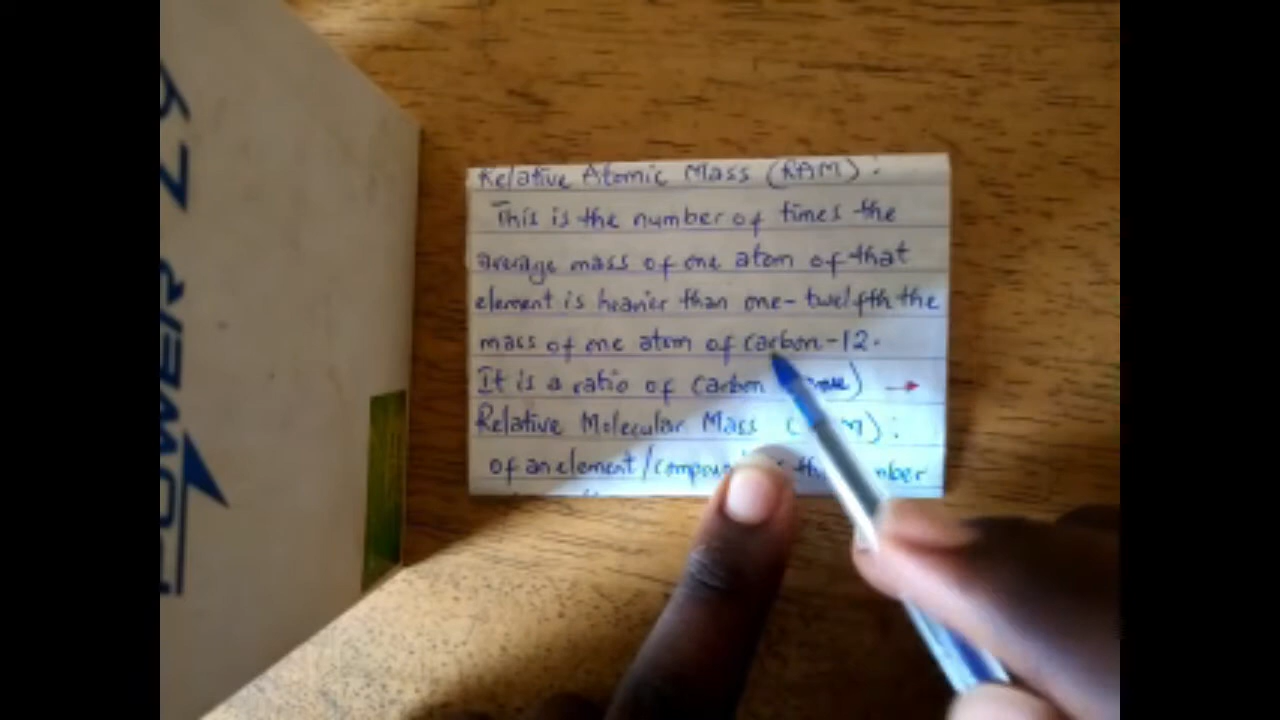 POWER 29
Relative Atomic Mass (RAM):
This is the number of times the
average mass of one atom of that
element is heavier than one-twelfth the
mass of one atom of carbon-12.
It is a ratio of carbon
Relative Molecular Mass
of an element/